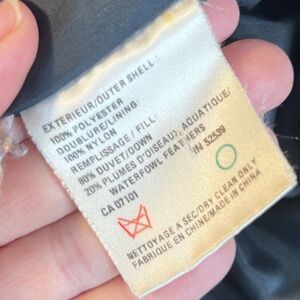 EXTERIEUR/OUTER SHELL:
100% POLYESTER
DOUBLURE/LINING:
100% NYLON
REMPLISSAGE/FILL:
80% DUVET/DOWN
20% PLUMES D'OISEAU AQUATIQUE/
WATERFOWL FEATHERS
CA 07101 RN 52539
NETTOYAGE A SEC/DRY CLEAN ONLY
FABRIQUE EN CHINE/MADE IN CHINA